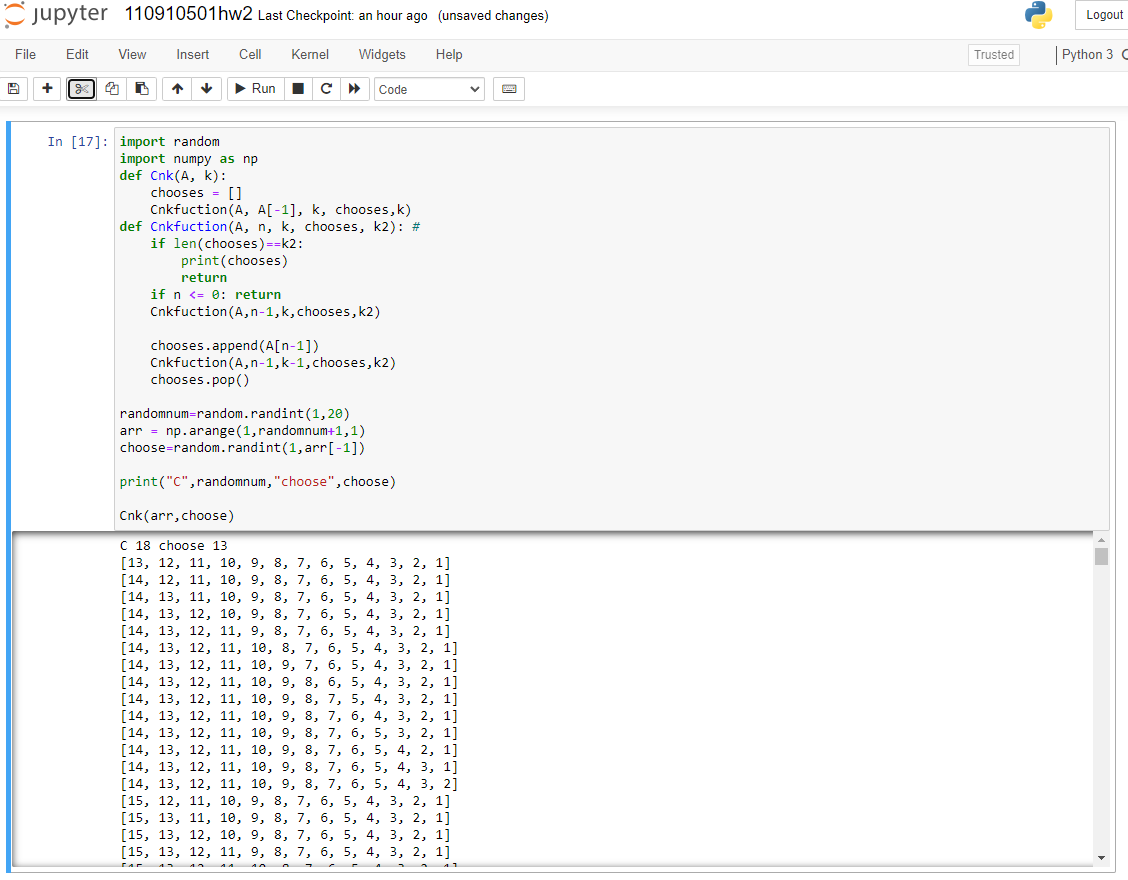 jupyter 110910501hw2 Last Checkpoint: an hour ago (unsaved changes) Logout
File Edit View Insert Cell Kernel Widgets Help Trusted Python 3
Run Code
In [17]: import random
import numpy as np
def Cnk(A, k):
    chooses = []
    Cnkfuction(A, A[-1], k, chooses,k)
def Cnkfuction(A, n, k, chooses, k2): #
    if len(chooses)==k2:
        print(chooses)
        return
    if n <= 0: return
    Cnkfuction(A,n-1,k,chooses,k2)
    chooses.append(A[n-1])
    Cnkfuction(A,n-1,k-1,chooses,k2)
    chooses.pop()
randomnum=random.randint(1,20)
arr = np.arange(1,randomnum+1,1)
choose=random.randint(1,arr[-1])
print("C",randomnum,"choose",choose)
Cnk(arr,choose)
C 18 choose 13
[13, 12, 11, 10, 9, 8, 7, 6, 5, 4, 3, 2, 1]
[14, 12, 11, 10, 9, 8, 7, 6, 5, 4, 3, 2, 1]
[14, 13, 11, 10, 9, 8, 7, 6, 5, 4, 3, 2, 1]
[14, 13, 12, 10, 9, 8, 7, 6, 5, 4, 3, 2, 1]
[14, 13, 12, 11, 9, 8, 7, 6, 5, 4, 3, 2, 1]
[14, 13, 12, 11, 10, 8, 7, 6, 5, 4, 3, 2, 1]
[14, 13, 12, 11, 10, 9, 7, 6, 5, 4, 3, 2, 1]
[14, 13, 12, 11, 10, 9, 8, 6, 5, 4, 3, 2, 1]
[14, 13, 12, 11, 10, 9, 8, 7, 5, 4, 3, 2, 1]
[14, 13, 12, 11, 10, 9, 8, 7, 6, 4, 3, 2, 1]
[14, 13, 12, 11, 10, 9, 8, 7, 6, 5, 3, 2, 1]
[14, 13, 12, 11, 10, 9, 8, 7, 6, 5, 4, 2, 1]
[14, 13, 12, 11, 10, 9, 8, 7, 6, 5, 4, 3, 1]
[14, 13, 12, 11, 10, 9, 8, 7, 6, 5, 4, 3, 2]
[15, 12, 11, 10, 9, 8, 7, 6, 5, 4, 3, 2, 1]
[15, 13, 11, 10, 9, 8, 7, 6, 5, 4, 3, 2, 1]
[15, 13, 12, 10, 9, 8, 7, 6, 5, 4, 3, 2, 1]
[15, 13, 12, 11, 9, 8, 7, 6, 5, 4, 3, 2, 1]